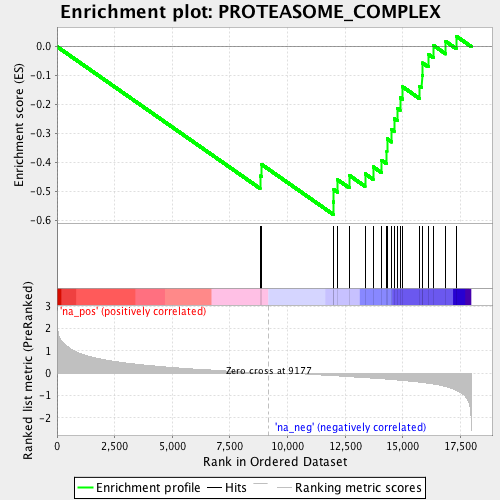 Enrichment plot: PROTEASOME_COMPLEX
Enrichment score (ES)
0.0
-0.1
-0.2
-0.3
-0.4
-0.5
-0.6
'na_pos' (positively correlated)
3
2
1
0
-1
-2
Ranked list metric (PreRanked)
Zero cross at 9177
'na_neg' (negatively correlated)
0
2,500
5,000
7,500
10,000
12,500
15,000
17,500
Rank in Ordered Dataset
Enrichment profile
Hits
Ranking metric scores